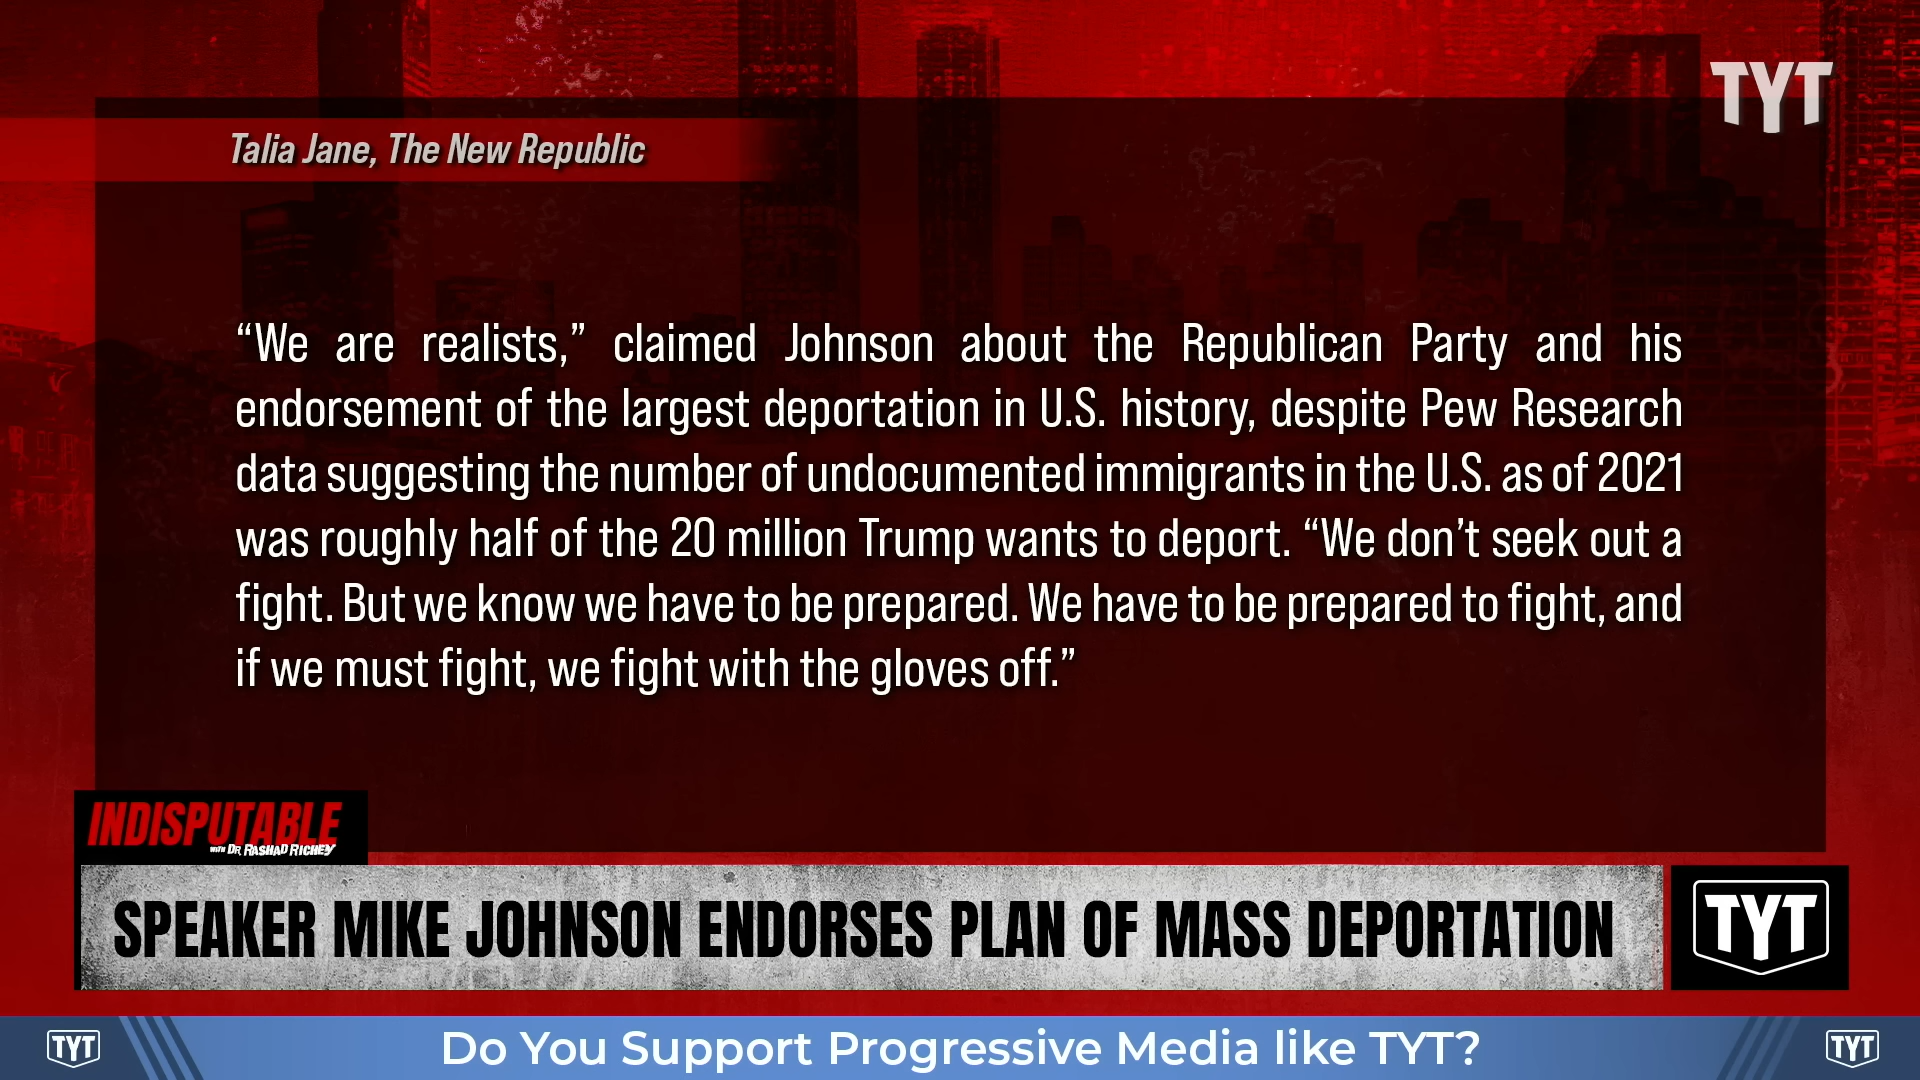 TYT
Talia Jane, The New Republic
“We are realists,” claimed Johnson about the Republican Party and his
endorsement of the largest deportation in U.S. history, despite Pew Research
data suggesting the number of undocumented immigrants in the U.S. as of 2021
was roughly half of the 20 million Trump wants to deport. “We don’t seek out a
fight. But we know we have to be prepared. We have to be prepared to fight, and
if we must fight, we fight with the gloves off.”
INDISPUTABLE
WITH DR RASHAD RICHEY
SPEAKER MIKE JOHNSON ENDORSES PLAN OF MASS DEPORTATION
TYT
TYT
Do You Support Progressive Media like TYT?
TYT